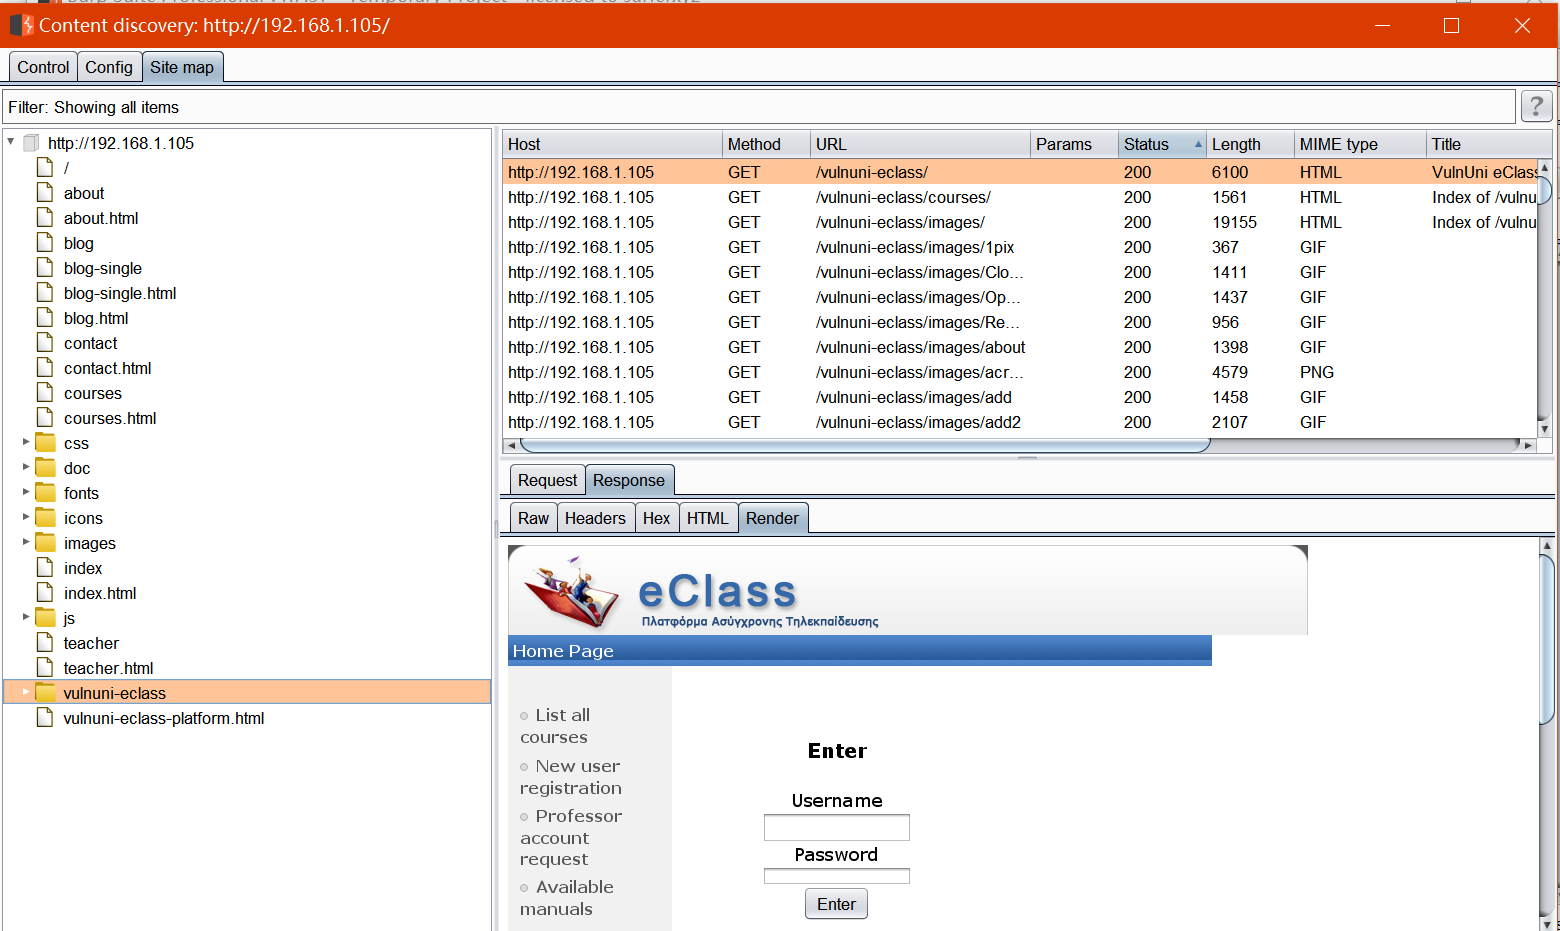 Content discovery: http://192.168.1.105/
Control Config Site map
Filter: Showing all items
?
http://192.168.1.105
/
about
about.html
blog
blog-single
blog-single.html
blog.html
contact
contact.html
courses
courses.html
css
doc
fonts
icons
images
index
index.html
js
teacher
teacher.html
vulnuni-eclass
vulnuni-eclass-platform.html
Host Method URL Params Status Length MIME type Title
http://192.168.1.105 GET /vulnuni-eclass/ 200 6100 HTML VulnUni eClass
http://192.168.1.105 GET /vulnuni-eclass/courses/ 200 1561 HTML Index of /vulnu
http://192.168.1.105 GET /vulnuni-eclass/images/ 200 19155 HTML Index of /vulnu
http://192.168.1.105 GET /vulnuni-eclass/images/1pix 200 367 GIF
http://192.168.1.105 GET /vulnuni-eclass/images/Clo... 200 1411 GIF
http://192.168.1.105 GET /vulnuni-eclass/images/Op... 200 1437 GIF
http://192.168.1.105 GET /vulnuni-eclass/images/Re... 200 956 GIF
http://192.168.1.105 GET /vulnuni-eclass/images/about 200 1398 GIF
http://192.168.1.105 GET /vulnuni-eclass/images/acr... 200 4579 PNG
http://192.168.1.105 GET /vulnuni-eclass/images/add 200 1458 GIF
http://192.168.1.105 GET /vulnuni-eclass/images/add2 200 2107 GIF
Request Response
Raw Headers Hex HTML Render
eClass
Πλατφόρμα Ασύγχρονης Τηλεκπαίδευσης
Home Page
List all
courses
New user
registration
Professor
account
request
Available
manuals
Enter
Username
Password
Enter